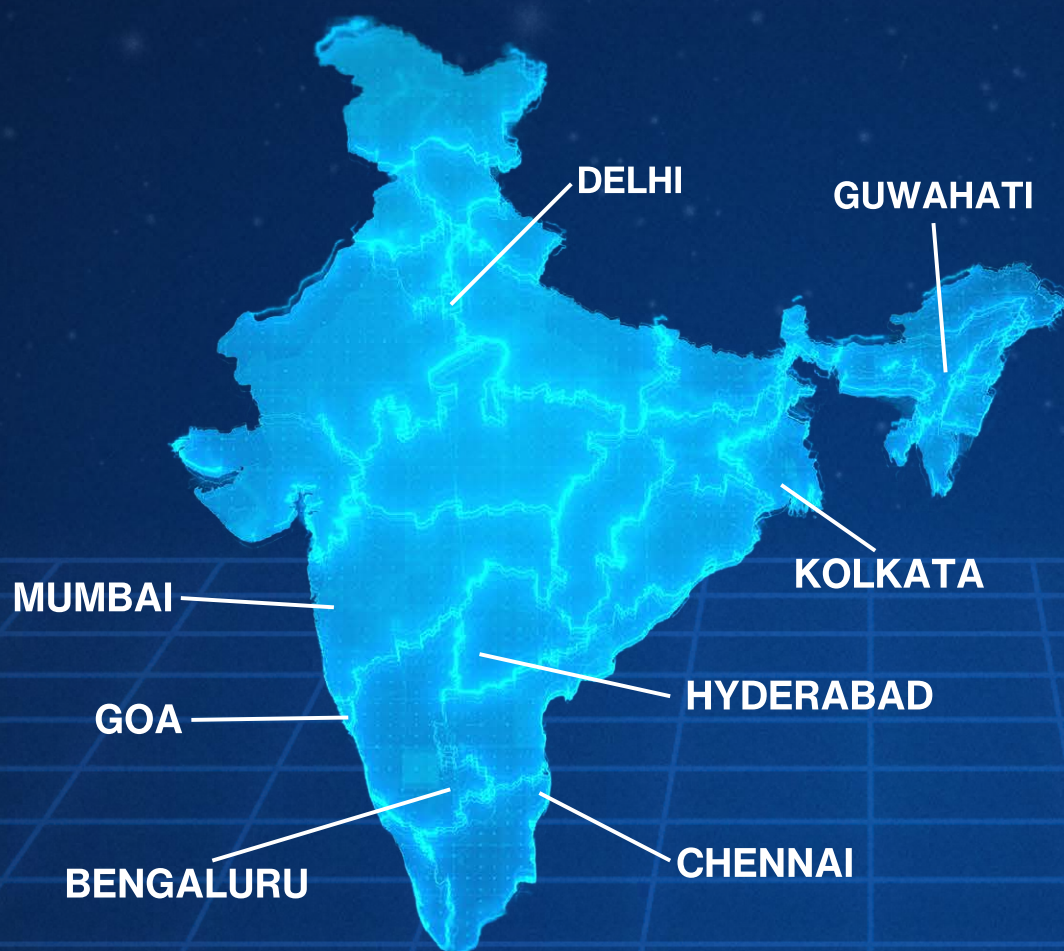 DELHI
GUWAHATI
KOLKATA
MUMBAI
HYDERABAD
GOA
CHENNAI
BENGALURU